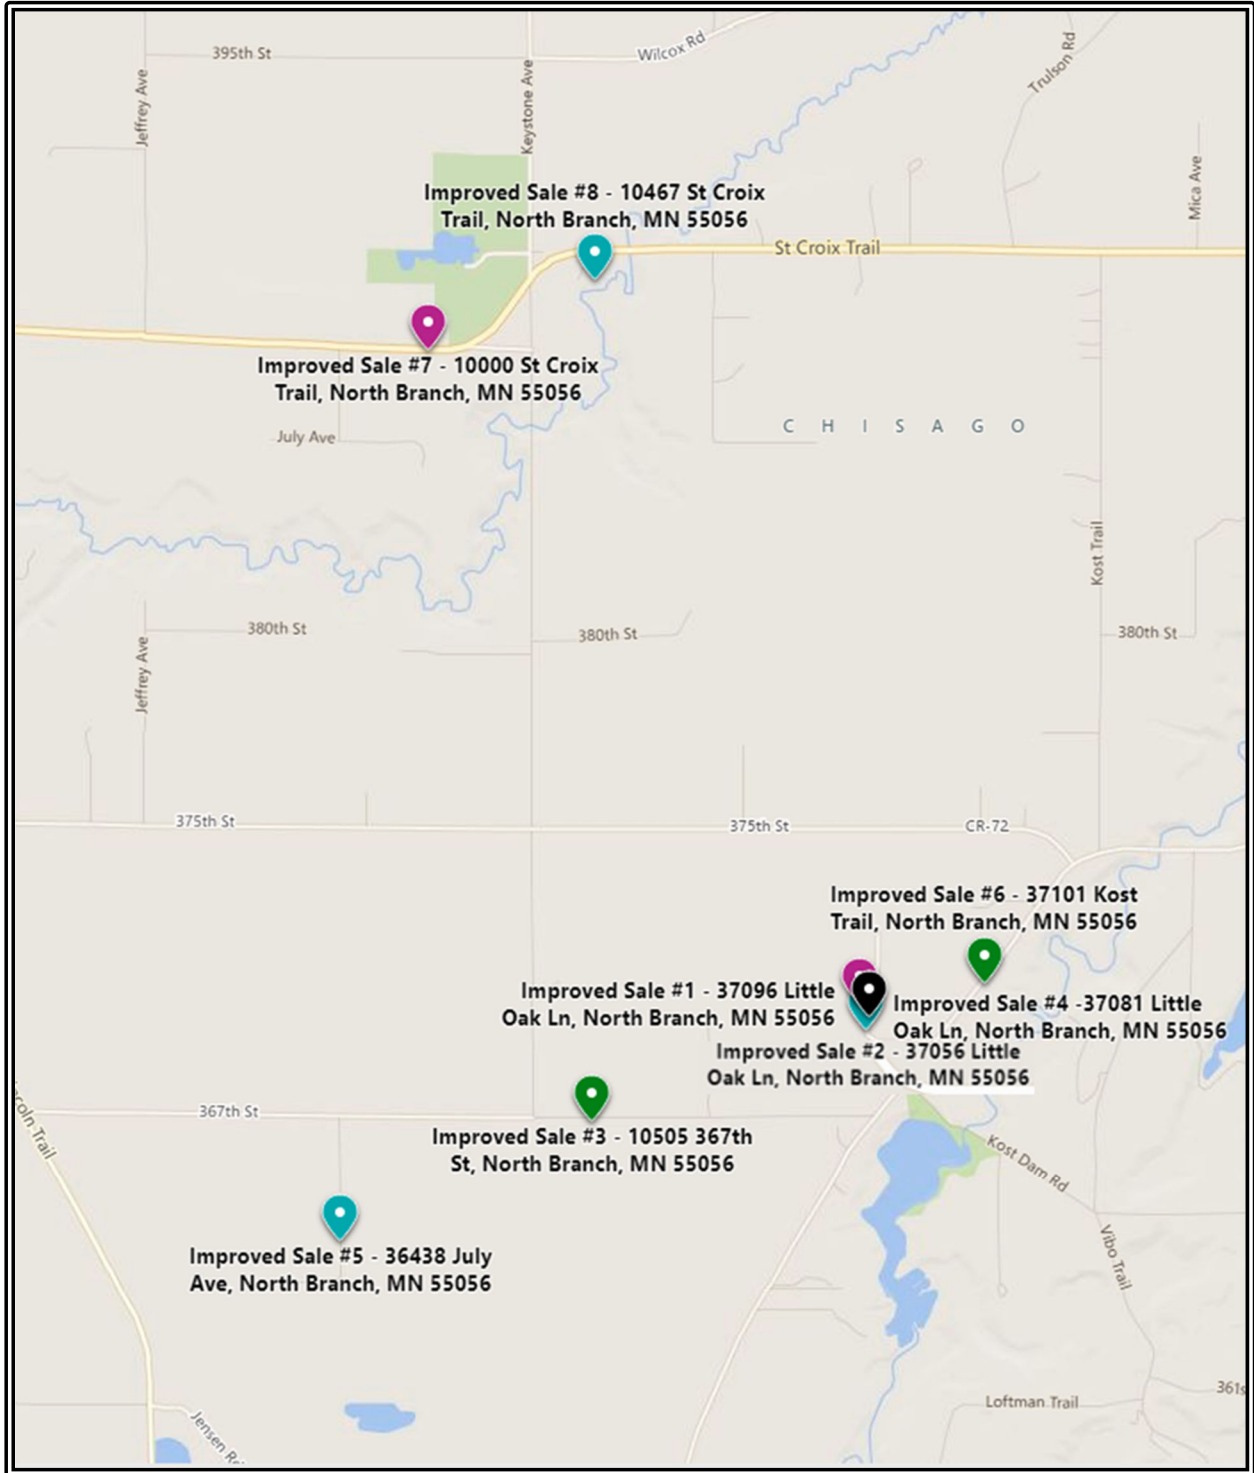 395th St
Wilcox Rd
Trulson Rd
Jeffrey Ave
Keystone Ave
Mica Ave
Improved Sale #8 - 10467 St Croix
Trail, North Branch, MN 55056
St Croix Trail
Improved Sale #7 - 10000 St Croix
Trail, North Branch, MN 55056
July Ave
CHISAGO
Kost Trail
380th St
380th St
380th St
Jeffrey Ave
375th St
375th St
CR-72
Improved Sale #6 - 37101 Kost
Trail, North Branch, MN 55056
Improved Sale #1 - 37096 Little
Oak Ln, North Branch, MN 55056
Improved Sale #4 -37081 Little
Oak Ln, North Branch, MN 55056
Improved Sale #2 - 37056 Little
Oak Ln, North Branch, MN 55056
367th St
coln Trail
Improved Sale #3 - 10505 367th
St, North Branch, MN 55056
Kost Dam Rd
Improved Sale #5 - 36438 July
Ave, North Branch, MN 55056
Vibo Trail
361s
Loftman Trail
Jensen R